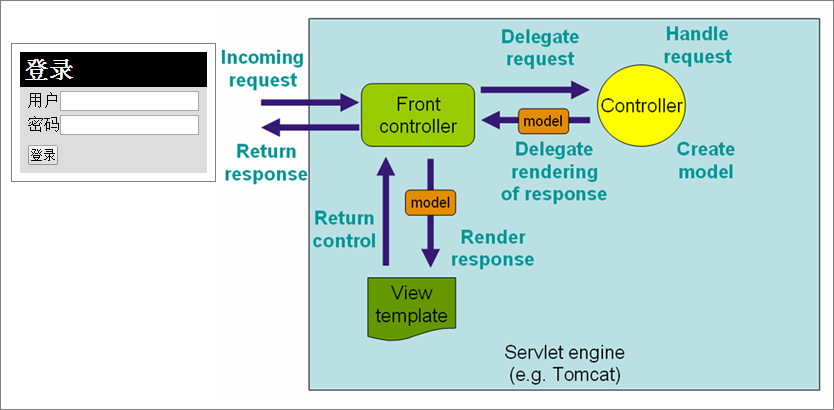 登录
用户
密码
登录
Incoming
request
Return
response
Delegate
request
Handle
request
Front
controller
Controller
model
Delegate
rendering
of response
Create
model
model
Return
control
Render
response
View
template
Servlet engine
(e.g. Tomcat)